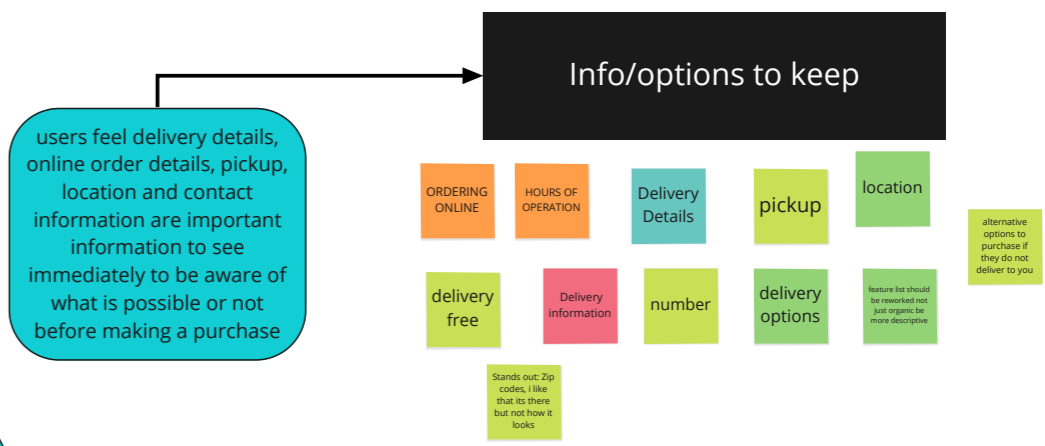 Info/options to keep
users feel delivery details,
online order details, pickup,
location and contact
information are important
information to see
immediately to be aware of
what is possible or not
before making a purchase
ORDERING
ONLINE
HOURS OF
OPERATION
Delivery
Details
pickup
location
alternative
options to
purchase if
they do not
deliver to you
delivery
free
Delivery
information
number
delivery
options
feature list should
be reworked not
just organic be
more descriptive
Stands out: Zip
codes, i like
that its there
but not how it
looks